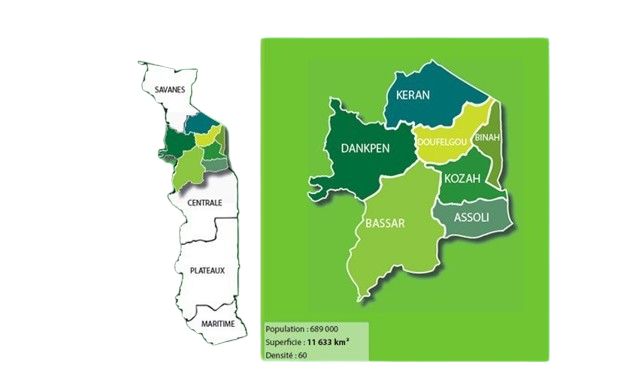 SAVANES
CENTRALE
PLATEAUX
MARITIME
KERAN
DANKPEN
DOUFELGOU
BINAH
KOZAH
BASSAR
ASSOLI
Population : 689 000
Superficie : 11 633 km²
Densité : 60